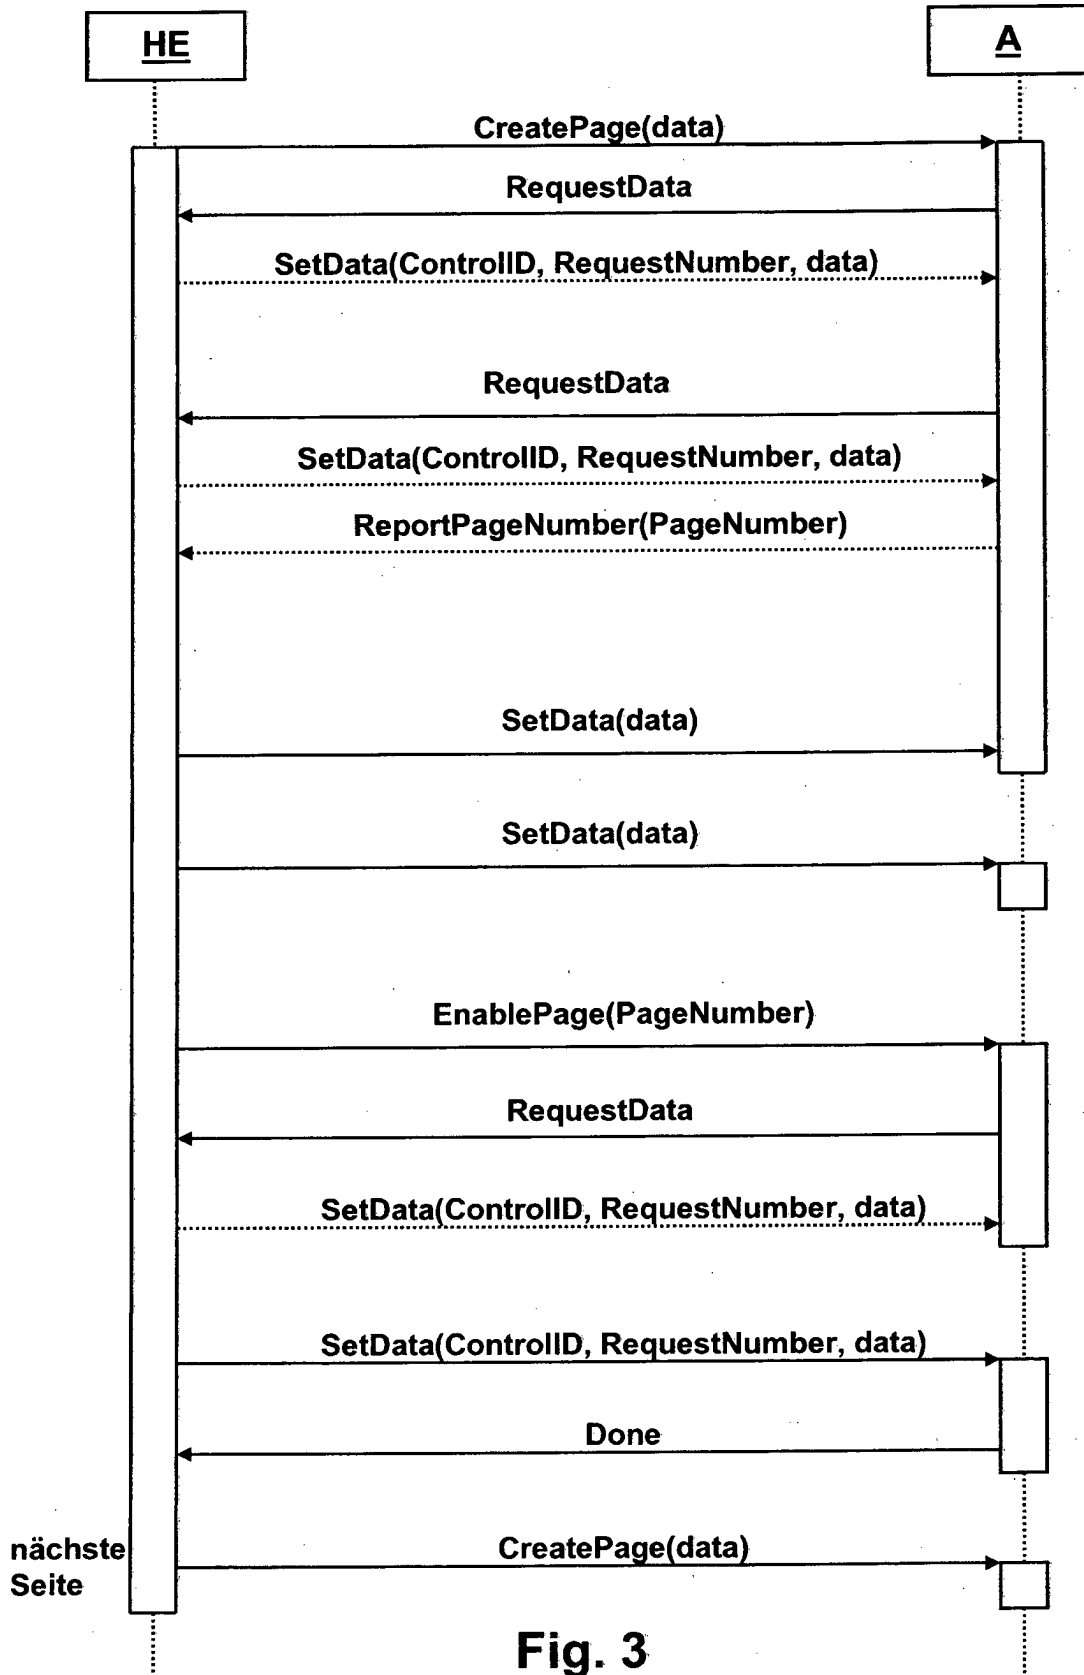 HE
A
CreatePage(data)
RequestData
SetData(ControlID, RequestNumber, data)
RequestData
SetData(ControlID, RequestNumber, data)
ReportPageNumber(PageNumber)
SetData(data)
SetData(data)
EnablePage(PageNumber)
RequestData
SetData(ControlID, RequestNumber, data)
SetData(ControlID, RequestNumber, data)
Done
nächste
Seite
CreatePage(data)
Fig. 3